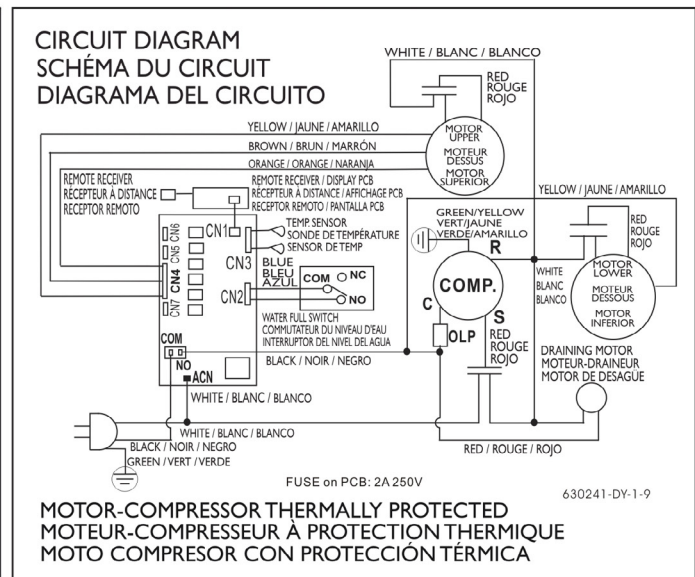 CIRCUIT DIAGRAM
SCHÉMA DU CIRCUIT
DIAGRAMA DEL CIRCUITO
WHITE / BLANC / BLANCO
RED
ROUGE
ROJO
MOTOR
UPPER
MOTEUR
DESSUS
MOTOR
SUPERIOR
YELLOW / JAUNE / AMARILLO
BROWN / BRUN / MARRÓN
ORANGE / ORANGE / NARANJA
REMOTE RECEIVER
RÉCEPTEUR À DISTANCE
RECEPTOR REMOTO
REMOTE RECEIVER / DISPLAY PCB
RÉCEPTEUR À DISTANCE / AFFICHAGE PCB
RECEPTOR REMOTO / PANTALLA PCB
YELLOW / JAUNE / AMARILLO
CN6
CN5
CN4
CN7
CN1
CN3
CN2
TEMP SENSOR
SONDE DE TEMPÉRATURE
SENSOR DE TEMP
BLUE
BLEU
AZUL
COM
NC
NO
WATER FULL SWITCH
COMMUTATEUR DU NIVEAU D'EAU
INTERRUPTOR DEL NIVEL DEL AGUA
GREEN/YELLOW
VERT/JAUNE
VERDE/AMARILLO
R
COMP.
C
S
OLP
RED
ROUGE
ROJO
WHITE
BLANC
BLANCO
RED
ROUGE
ROJO
MOTOR
LOWER
MOTEUR
DESSOUS
MOTOR
INFERIOR
COM
NO
ACN
BLACK / NOIR / NEGRO
DRAINING MOTOR
MOTEUR-DRAINEUR
MOTOR DE DESAGÜE
WHITE / BLANC / BLANCO
WHITE / BLANC / BLANCO
BLACK / NOIR / NEGRO
GREEN / VERT / VERDE
RED / ROUGE / ROJO
FUSE on PCB: 2A 250V
630241-DY-1-9
MOTOR-COMPRESSOR THERMALLY PROTECTED
MOTEUR-COMPRESSEUR À PROTECTION THERMIQUE
MOTO COMPRESOR CON PROTECCIÓN TÉRMICA